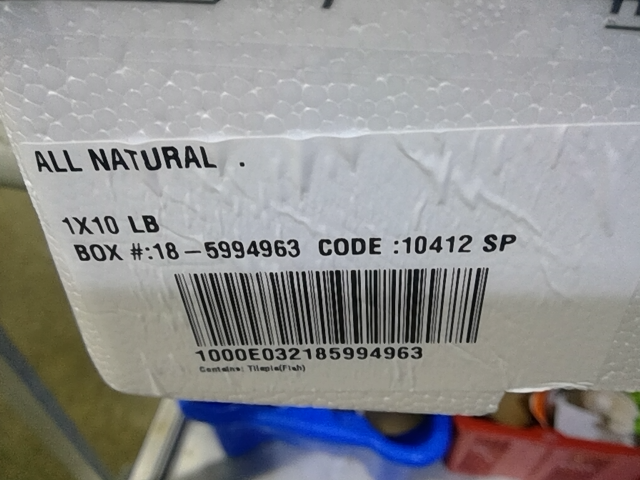 ALL NATURAL .
1X10 LB
BOX #:18-5994963 CODE :10412 SP
1000E032185994963
Contains: Tilapia(Fish)